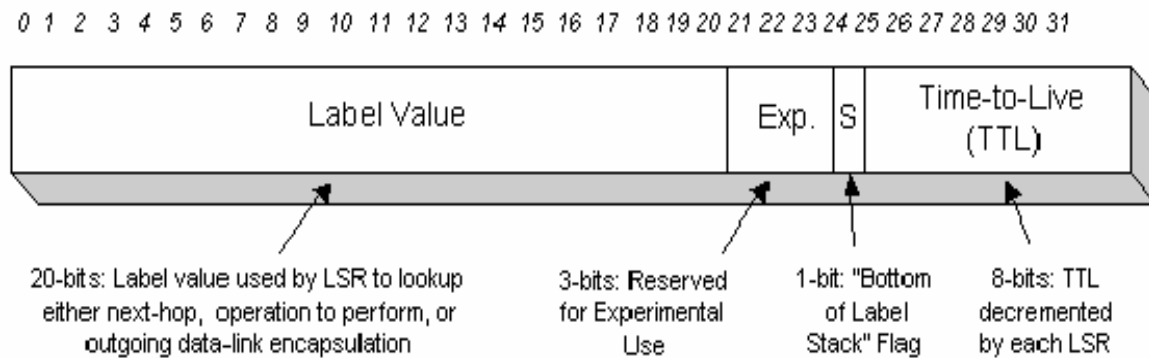 0 1 2 3 4 5 6 7 8 9 10 11 12 13 14 15 16 17 18 19 20 21 22 23 24 25 26 27 28 29 30 31
Label Value
Exp.
S
Time-to-Live
(TTL)
20-bits: Label value used by LSR to lookup
either next-hop, operation to perform, or
outgoing data-link encapsulation
3-bits: Reserved
for Experimental
Use
1-bit: "Bottom
of Label
Stack" Flag
8-bits: TTL
decremented
by each LSR